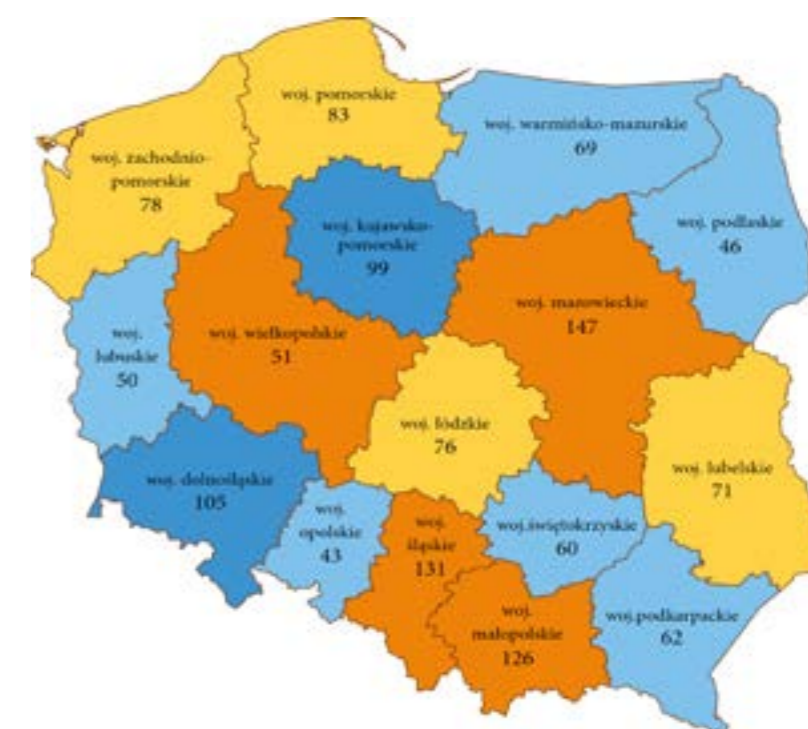 woj. pomorskie
83
woj. warmińsko-mazurskie
69
woj. zachodnio-
pomorskie
78
woj. podlaskie
46
woj. kujawsko-
pomorskie
99
woj. mazowieckie
147
woj. wielkopolskie
51
woj.
lubuskie
50
woj. łódzkie
76
woj. lubelskie
71
woj. dolnośląskie
105
woj.
opolskie
43
woj.
śląskie
131
woj.świętokrzyskie
60
woj.
małopolskie
126
woj.podkarpackie
62